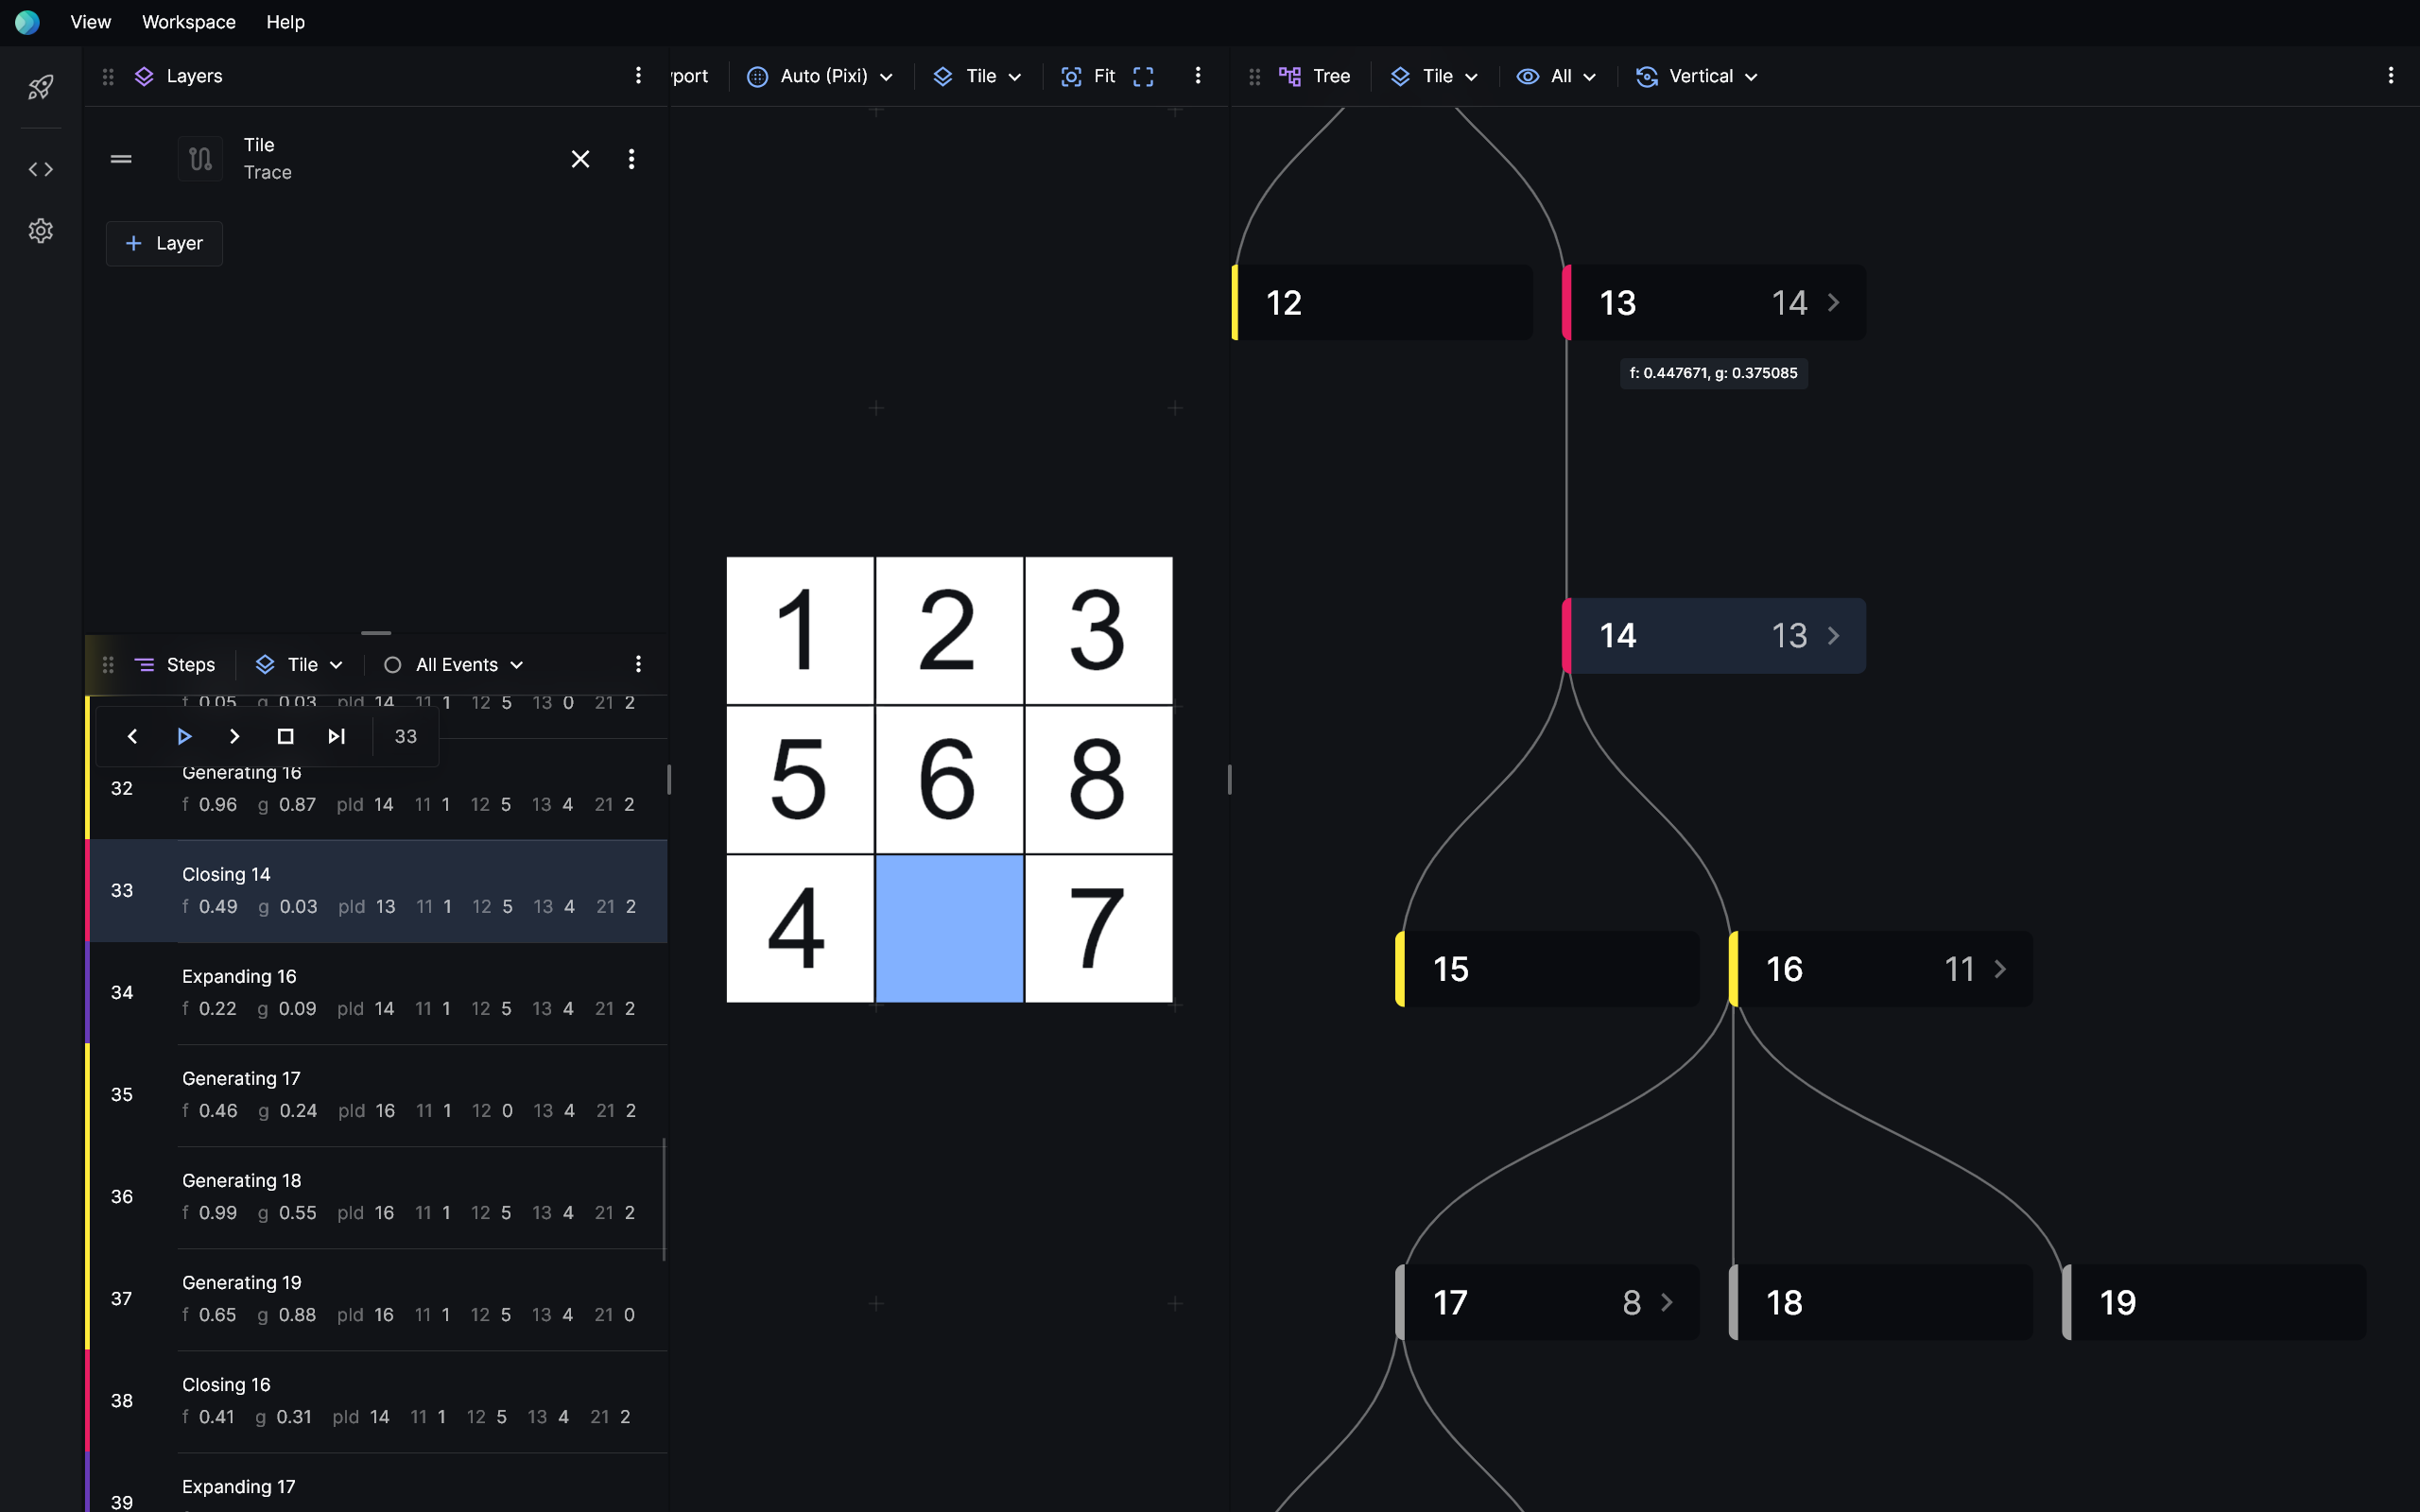 View Workspace Help
Layers
Tile
Trace
+ Layer
Steps Tile All Events
f 0.05 g 0.03 pId 14 11 1 12 5 13 0 21 2
33
32 Generating 16
f 0.96 g 0.87 pId 14 11 1 12 5 13 4 21 2
33 Closing 14
f 0.49 g 0.03 pId 13 11 1 12 5 13 4 21 2
34 Expanding 16
f 0.22 g 0.09 pId 14 11 1 12 5 13 4 21 2
35 Generating 17
f 0.46 g 0.24 pId 16 11 1 12 0 13 4 21 2
36 Generating 18
f 0.99 g 0.55 pId 16 11 1 12 5 13 4 21 2
37 Generating 19
f 0.65 g 0.88 pId 16 11 1 12 5 13 4 21 0
38 Closing 16
f 0.41 g 0.31 pId 14 11 1 12 5 13 4 21 2
39 Expanding 17
port Auto (Pixi) Tile Fit
1 2 3
5 6 8
4 7
Tree Tile All Vertical
12
13 14
f: 0.447671, g: 0.375085
14 13
15
16 11
17 8
18
19